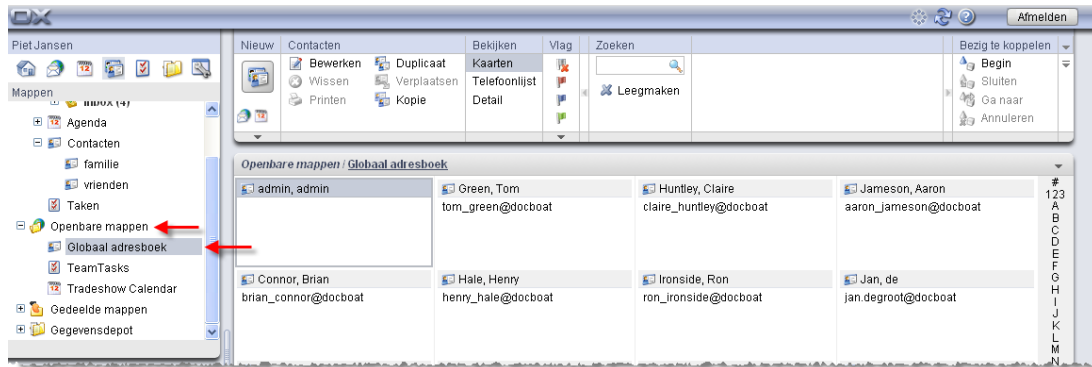 OX
Afmelden
Piet Jansen
Mappen
Inbox (4)
Agenda
Contacten
familie
vrienden
Taken
Openbare mappen
Globaal adresboek
TeamTasks
Tradeshow Calendar
Gedeelde mappen
Gegevensdepot
Nieuw
Contacten
Bewerken
Duplicaat
Wissen
Verplaatsen
Printen
Kopie
Bekijken
Kaarten
Telefoonlijst
Detail
Vlag
Zoeken
Leegmaken
Bezig te koppelen
Begin
Sluiten
Ga naar
Annuleren
Openbare mappen / Globaal adresboek
admin, admin
Green, Tom
tom_green@docboat
Huntley, Claire
claire_huntley@docboat
Jameson, Aaron
aaron_jameson@docboat
Connor, Brian
brian_connor@docboat
Hale, Henry
henry_hale@docboat
Ironside, Ron
ron_ironside@docboat
Jan, de
jan.degroot@docboat
#
123
A
B
C
D
E
F
G
H
I
J
K
L
M
N